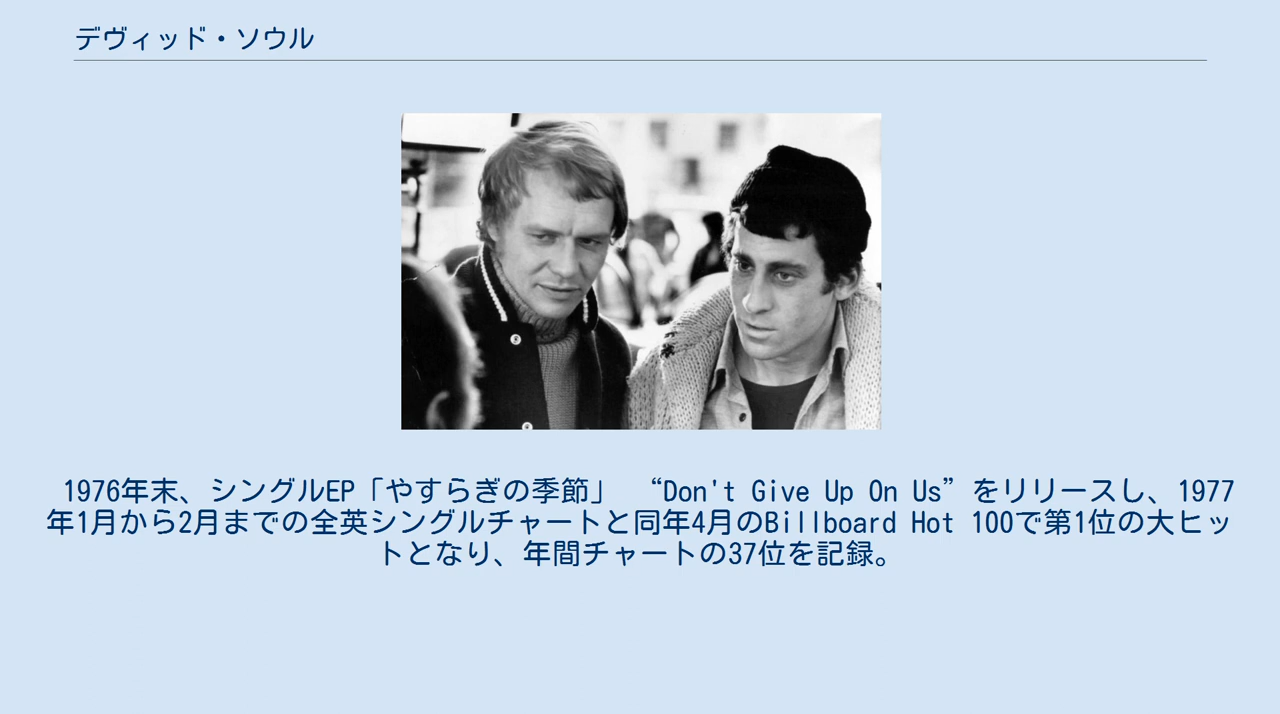 デヴィッド・ソウル
1976年末、シングルEP「やすらぎの季節」　“Don't Give Up On Us”をリリースし、1977
年1月から2月までの全英シングルチャートと同年4月のBillboard Hot 100で第1位の大ヒッ
トとなり、年間チャートの37位を記録。